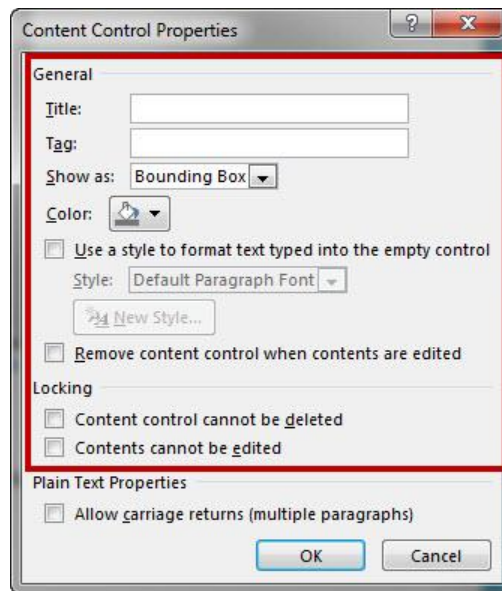 Content Control Properties
General
Title:
Tag:
Show as: Bounding Box
Color:
Use a style to format text typed into the empty control
Style: Default Paragraph Font
New Style...
Remove content control when contents are edited
Locking
Content control cannot be deleted
Contents cannot be edited
Plain Text Properties
Allow carriage returns (multiple paragraphs)
OK Cancel